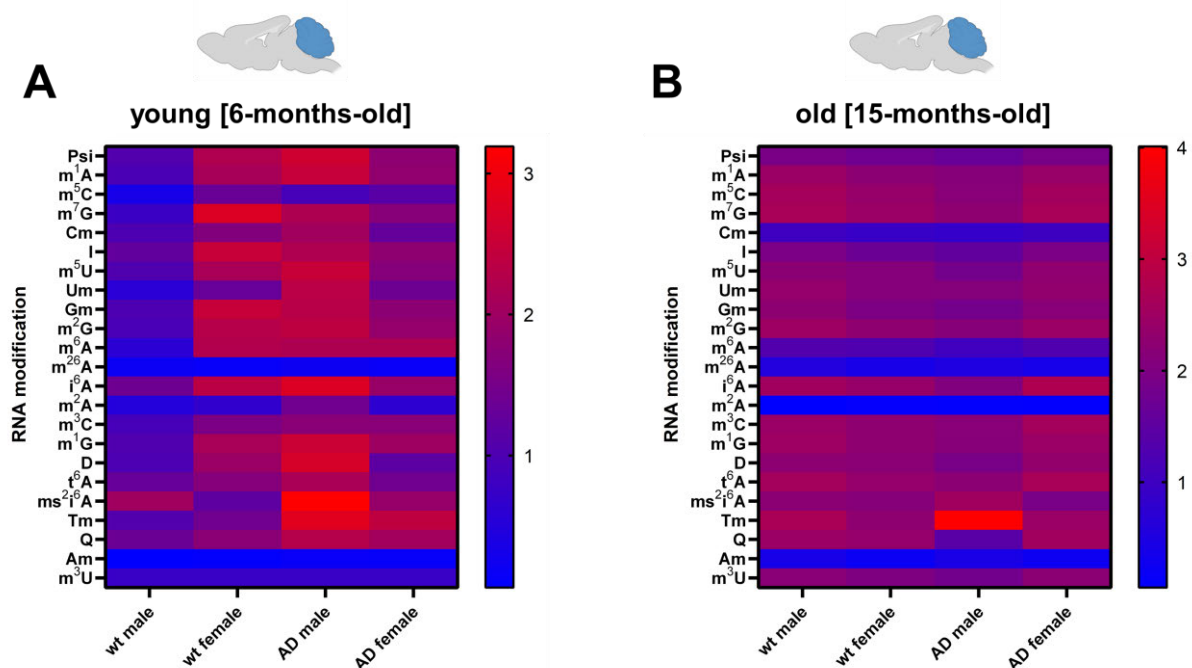 A
young [6-months-old]
RNA modification
Psi
m¹A
m⁵C
m⁷G
Cm
I
m⁵U
Um
Gm
m²G
m⁶A
m²⁶A
i⁶A
m²A
m³C
m¹G
D
t⁶A
ms²i⁶A
Tm
Q
Am
m³U
wt male
wt female
AD male
AD female
3
2
1
B
old [15-months-old]
RNA modification
Psi
m¹A
m⁵C
m⁷G
Cm
I
m⁵U
Um
Gm
m²G
m⁶A
m²⁶A
i⁶A
m²A
m³C
m¹G
D
t⁶A
ms²i⁶A
Tm
Q
Am
m³U
wt male
wt female
AD male
AD female
4
3
2
1